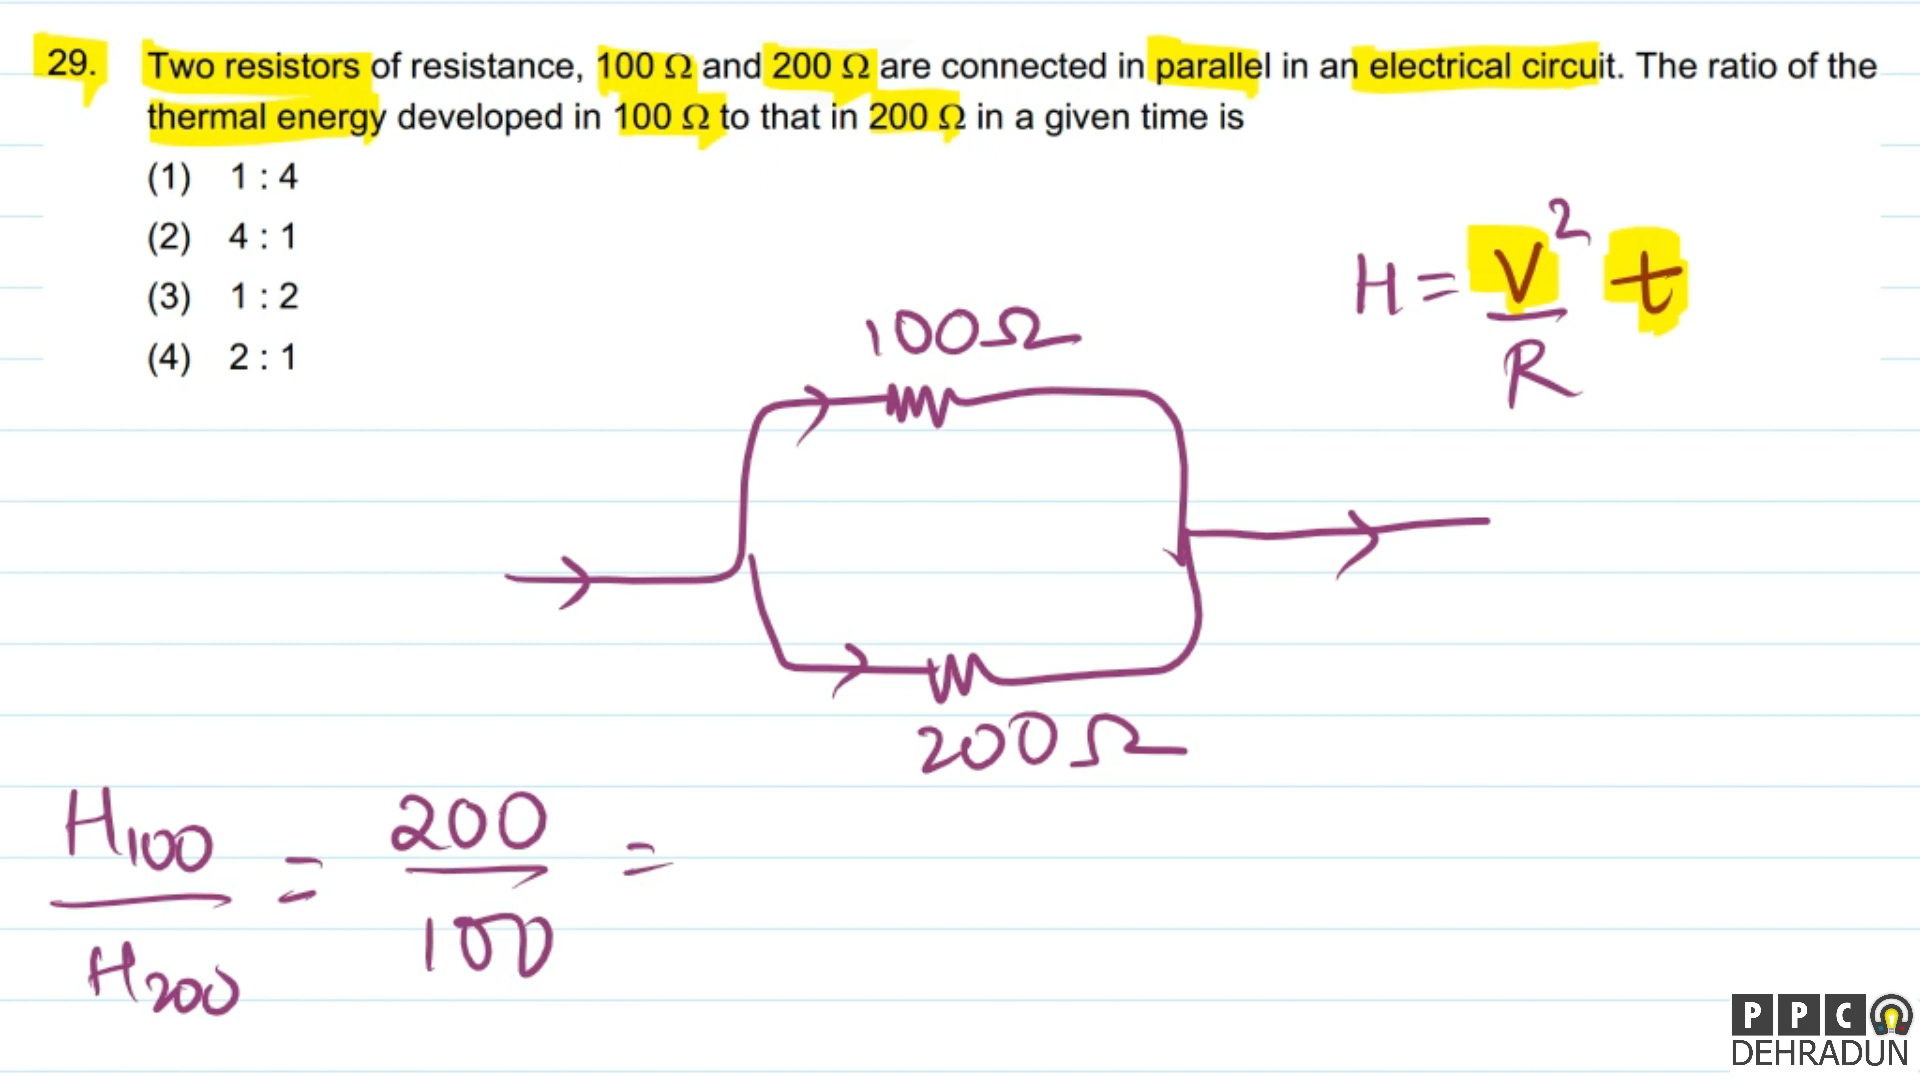 29. Two resistors of resistance, 100 Ω and 200 Ω are connected in parallel in an electrical circuit. The ratio of the
thermal energy developed in 100 Ω to that in 200 Ω in a given time is
(1) 1 : 4
(2) 4 : 1
(3) 1 : 2
(4) 2 : 1
H = V² t
R
100Ω
200Ω
H100 = 200 =
H200 100
PPC
DEHRADUN